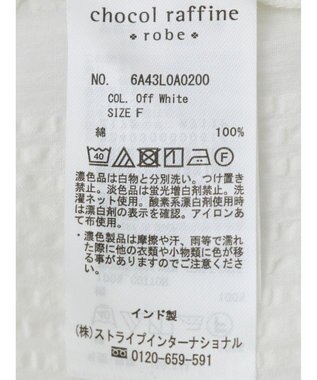 chocol raffine
robe
NO. 6A43L0A0200
COL. Off White
SIZE F
綿 100%
40 F
濃色品は白物と分別洗い。つけ置き
禁止。淡色品は蛍光増白剤禁止。洗
濯ネット使用。酸素系漂白剤使用時
は漂白剤の表示を確認。アイロンあ
て布使用。
・濃色製品は摩擦や汗、雨等で濡れ
た際に他の衣類や小物類に色が移
る事がありますのでご注意くださ
い。
インド製
(株)ストライプインターナショナル
0120-659-591